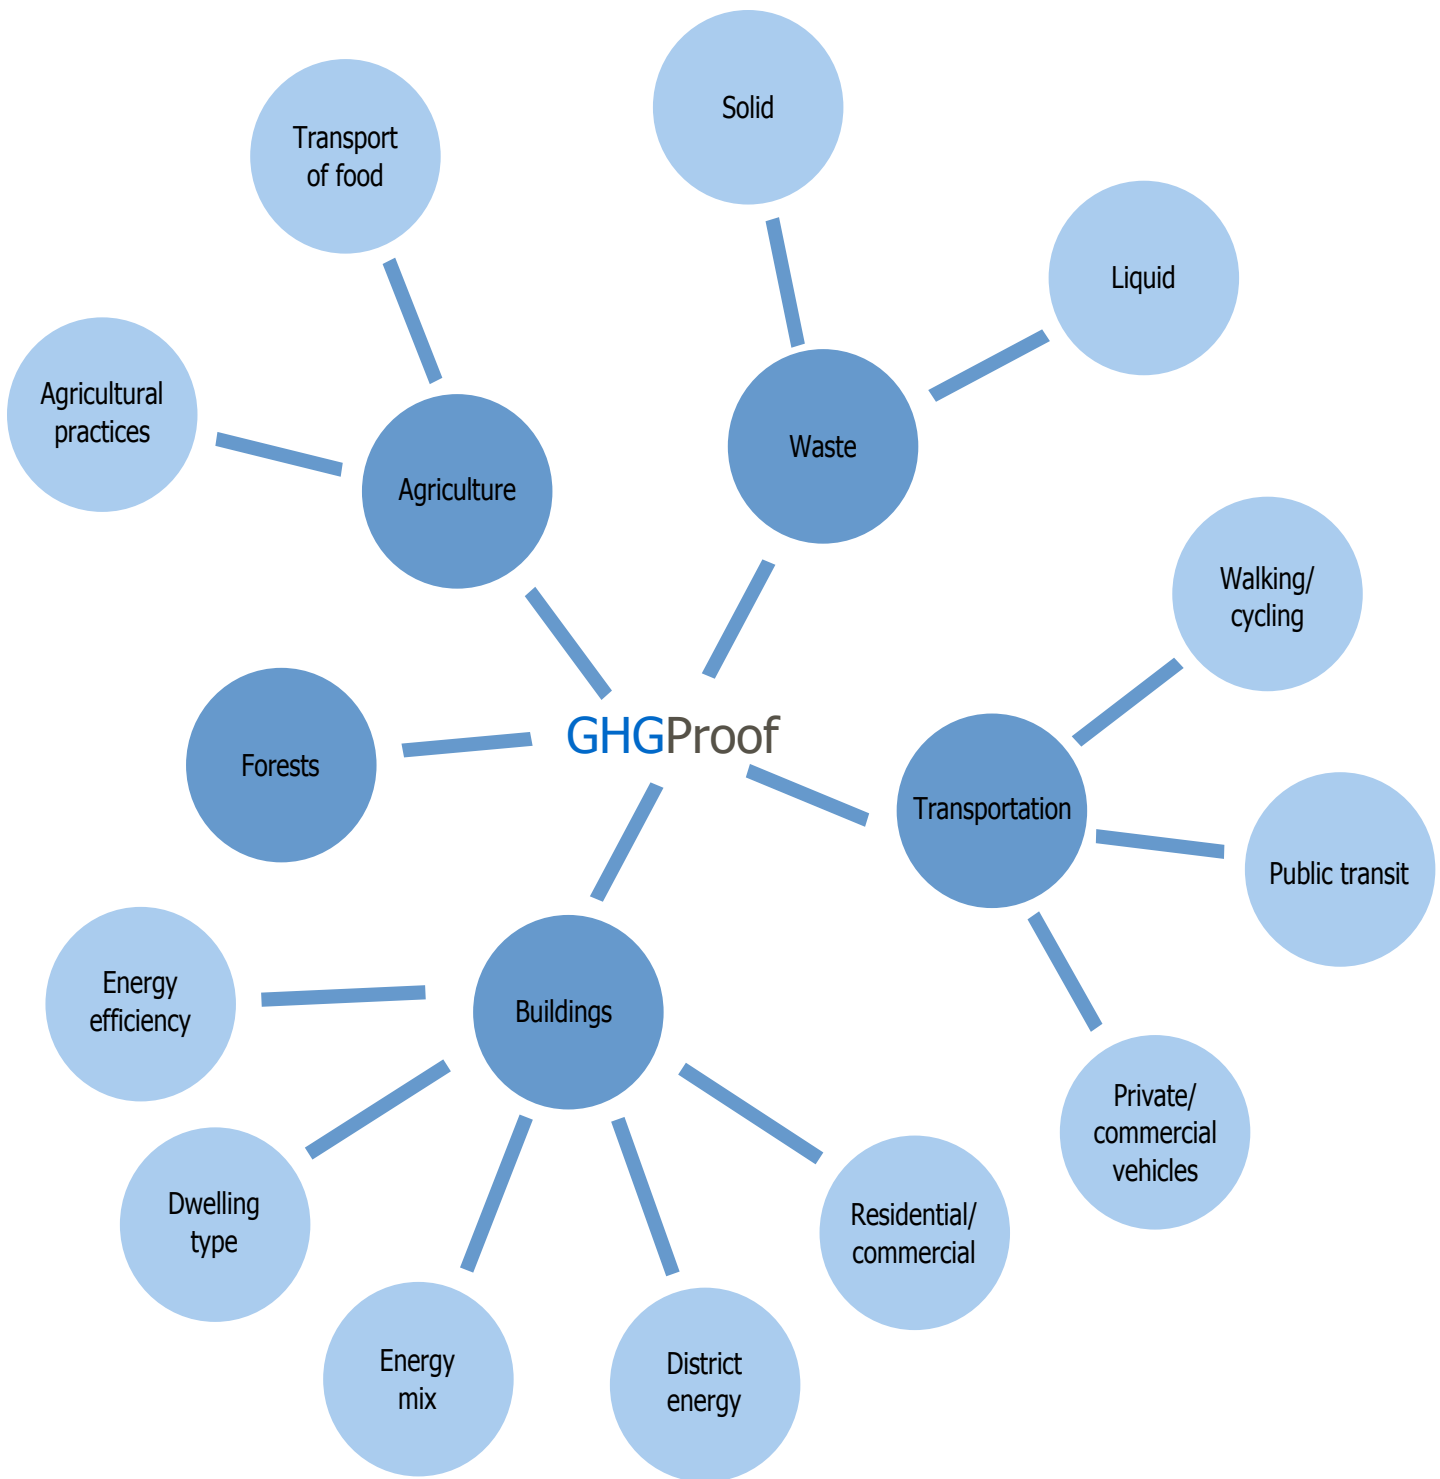 Solid
Transport
of food
Liquid
Agricultural
practices
Waste
Agriculture
Walking/
cycling
GHGProof
Forests
Transportation
Public transit
Energy
efficiency
Buildings
Private/
commercial
vehicles
Dwelling
type
Residential/
commercial
Energy
mix
District
energy